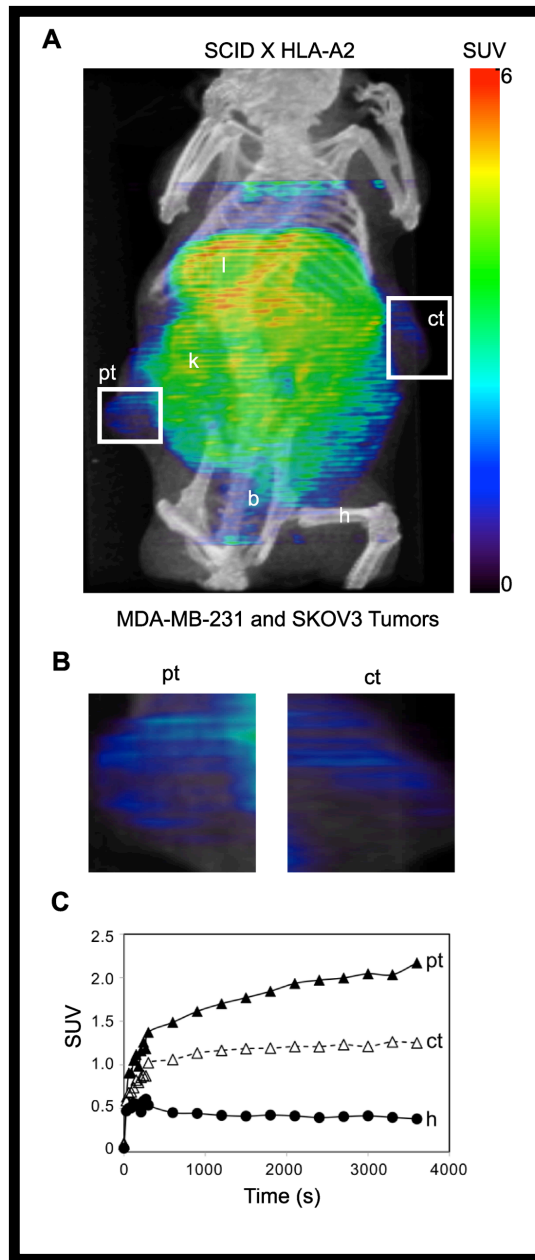 A
SCID X HLA-A2
SUV
6
l
ct
k
pt
b
h
0
MDA-MB-231 and SKOV3 Tumors
B
pt
ct
C
2.5
2.0
1.5
1.0
0.5
0
SUV
pt
ct
h
0
1000
2000
3000
4000
Time (s)